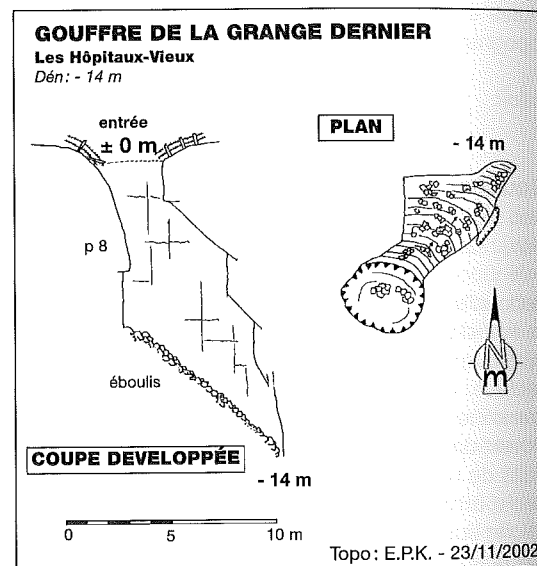 GOUFFRE DE LA GRANGE DERNIER
Les Hôpitaux-Vieux
Dén: - 14 m
entrée
± 0 m
PLAN
- 14 m
p 8
N
m
éboulis
COUPE DEVELOPPÉE
- 14 m
0 5 10 m
Topo: E.P.K. - 23/11/2002